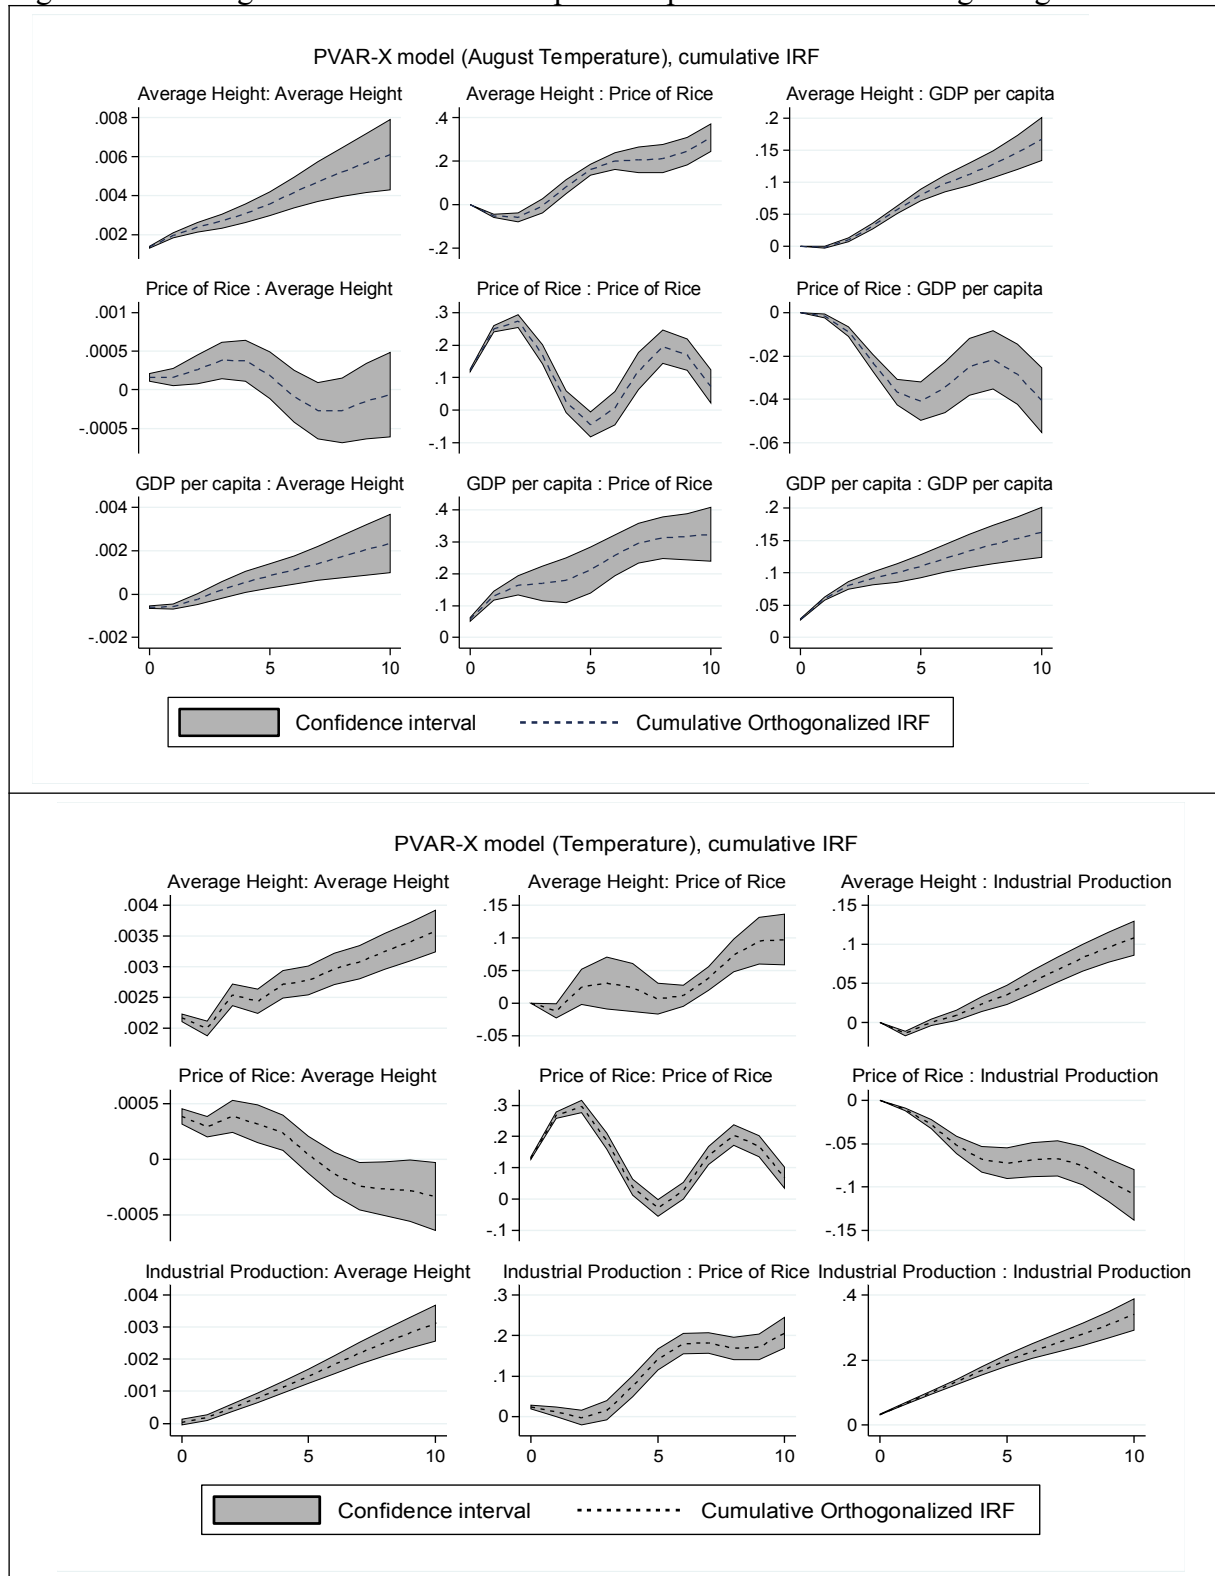 PVAR-X model (August Temperature), cumulative IRF
Average Height: Average Height
Average Height : Price of Rice
Average Height : GDP per capita
.008
.006
.004
.002
.4
.2
0
-.2
.2
.15
.1
.05
0
Price of Rice : Average Height
Price of Rice : Price of Rice
Price of Rice : GDP per capita
.001
.0005
0
-.0005
.3
.2
.1
0
-.1
0
-.02
-.04
-.06
GDP per capita : Average Height
GDP per capita : Price of Rice
GDP per capita : GDP per capita
.004
.002
0
-.002
.4
.3
.2
.1
0
.2
.15
.1
.05
0
0 5 10
0 5 10
0 5 10
Confidence interval
Cumulative Orthogonalized IRF
PVAR-X model (Temperature), cumulative IRF
Average Height: Average Height
Average Height: Price of Rice
Average Height : Industrial Production
.004
.0035
.003
.0025
.002
.15
.1
.05
0
-.05
.15
.1
.05
0
Price of Rice: Average Height
Price of Rice: Price of Rice
Price of Rice : Industrial Production
.0005
0
-.0005
.3
.2
.1
0
-.1
0
-.05
-.1
-.15
Industrial Production: Average Height
Industrial Production : Price of Rice
Industrial Production : Industrial Production
.004
.003
.002
.001
0
.3
.2
.1
0
.4
.2
0
0 5 10
0 5 10
0 5 10
Confidence interval
Cumulative Orthogonalized IRF